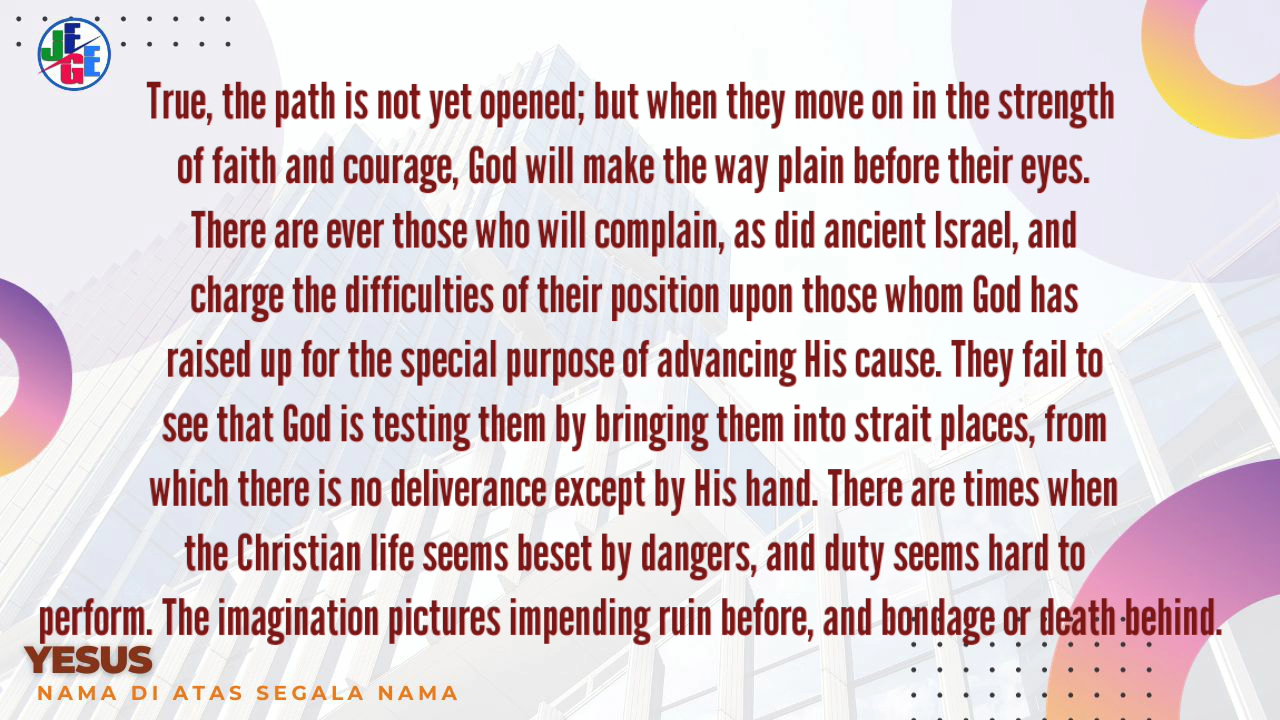 JEGE
True, the path is not yet opened; but when they move on in the strength
of faith and courage, God will make the way plain before their eyes.
There are ever those who will complain, as did ancient Israel, and
charge the difficulties of their position upon those whom God has
raised up for the special purpose of advancing His cause. They fail to
see that God is testing them by bringing them into strait places, from
which there is no deliverance except by His hand. There are times when
the Christian life seems beset by dangers, and duty seems hard to
perform. The imagination pictures impending ruin before, and bondage or death behind.
YESUS
NAMA DI ATAS SEGALA NAMA